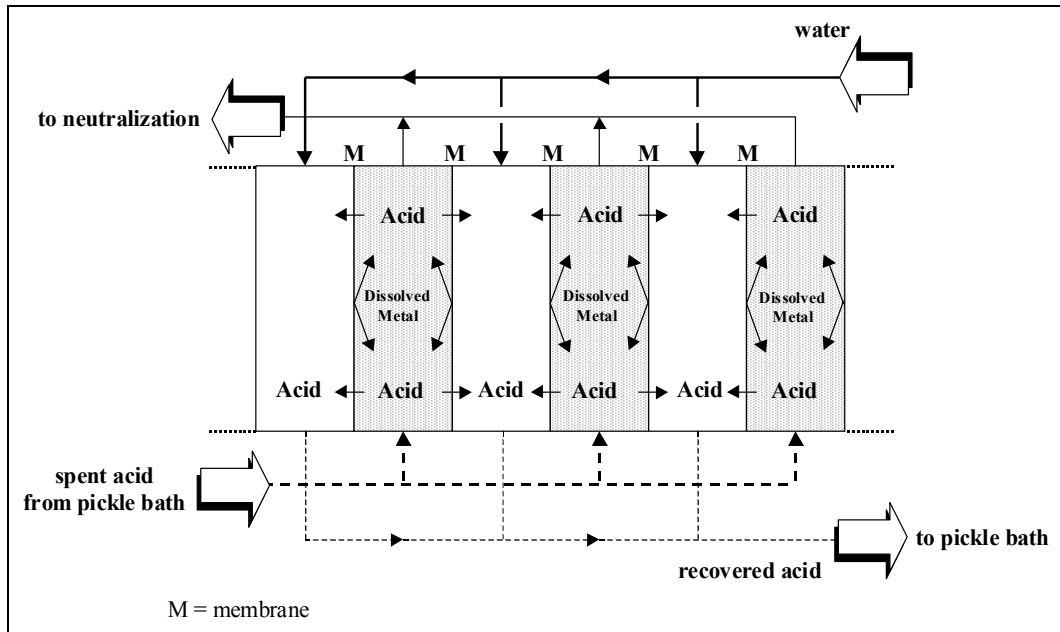 water
to neutralization
M M M M M
Acid Acid Acid
Dissolved Dissolved Dissolved
Metal Metal Metal
Acid Acid Acid Acid Acid Acid
spent acid
from pickle bath
to pickle bath
recovered acid
M = membrane